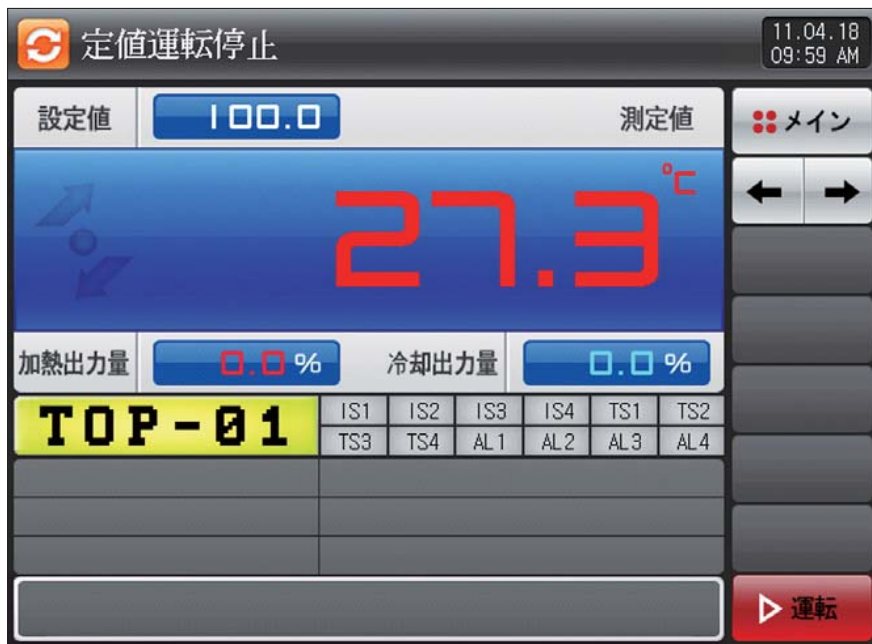 定値運転停止
11.04.18
09:59 AM
設定値 100.0 測定値
メイン
27.3 ℃
加熱出力量 0.0 % 冷却出力量 0.0 %
TOP-01
IS1 IS2 IS3 IS4 TS1 TS2
TS3 TS4 AL1 AL2 AL3 AL4
運転